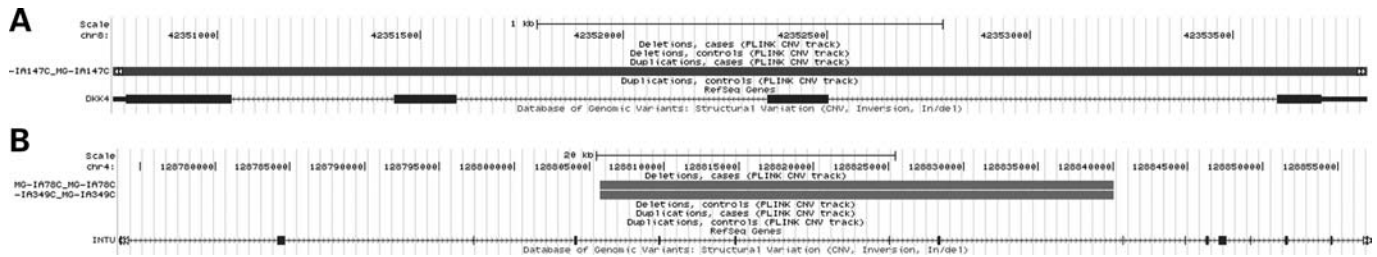 A
Scale 1 kb
chr8: 42351000 42351500 42352000 42352500 42353000 42353500
Deletions, cases (PLINK CNV track)
Deletions, controls (PLINK CNV track)
Duplications, cases (PLINK CNV track)
-IA147C_MG-IA147C
Duplications, controls (PLINK CNV track)
RefSeq Genes
DKK4
Database of Genomic Variants: Structural Variation (CNV, Inversion, In/del)
B
Scale 20 kb
chr4: 128780000 128785000 128790000 128795000 128800000 128805000 128810000 128815000 128820000 128825000 128830000 128835000 128840000 128845000 128850000 128855000
Deletions, cases (PLINK CNV track)
MG-IA78C_MG-IA78C
-IA349C_MG-IA349C
Deletions, controls (PLINK CNV track)
Duplications, cases (PLINK CNV track)
Duplications, controls (PLINK CNV track)
RefSeq Genes
INTU
Database of Genomic Variants: Structural Variation (CNV, Inversion, In/del)